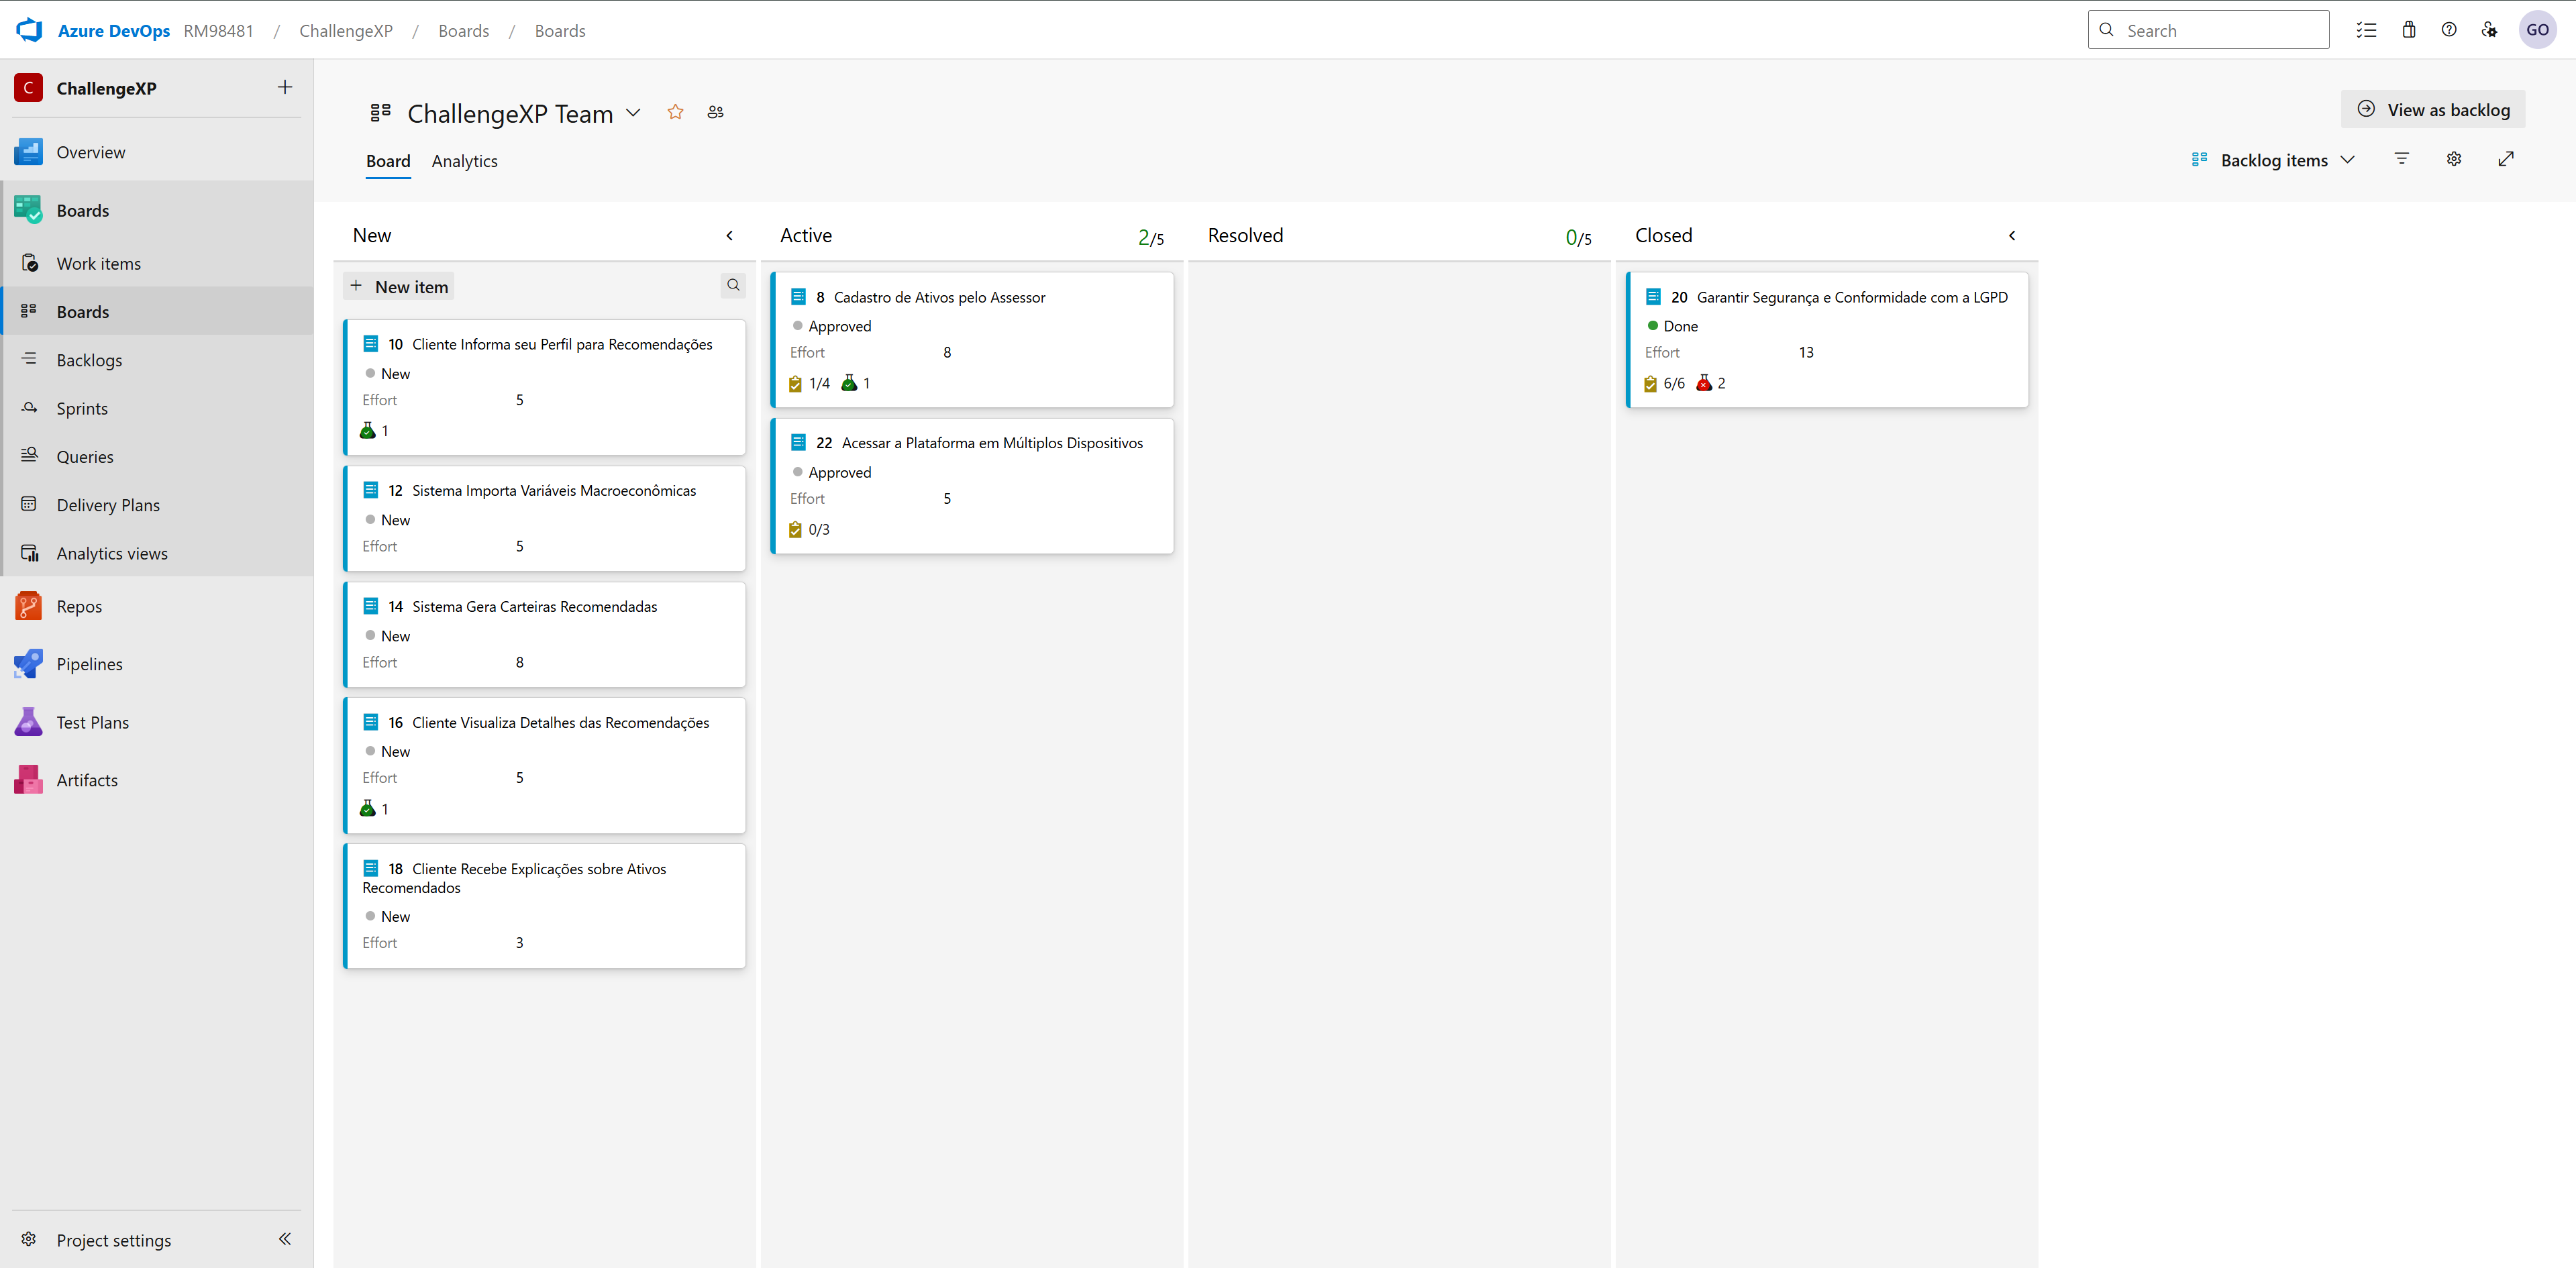 Azure DevOps RM98481 / ChallengeXP / Boards / Boards
Search
GO
C ChallengeXP
Overview
Boards
Work items
Boards
Backlogs
Sprints
Queries
Delivery Plans
Analytics views
Repos
Pipelines
Test Plans
Artifacts
Project settings
ChallengeXP Team
View as backlog
Board Analytics
Backlog items
New
New item
10 Cliente Informa seu Perfil para Recomendações
New
Effort 5
1
12 Sistema Importa Variáveis Macroeconômicas
New
Effort 5
14 Sistema Gera Carteiras Recomendadas
New
Effort 8
16 Cliente Visualiza Detalhes das Recomendações
New
Effort 5
1
18 Cliente Recebe Explicações sobre Ativos
Recomendados
New
Effort 3
Active 2/5
8 Cadastro de Ativos pelo Assessor
Approved
Effort 8
1/4 1
22 Acessar a Plataforma em Múltiplos Dispositivos
Approved
Effort 5
0/3
Resolved 0/5
Closed
20 Garantir Segurança e Conformidade com a LGPD
Done
Effort 13
6/6 2